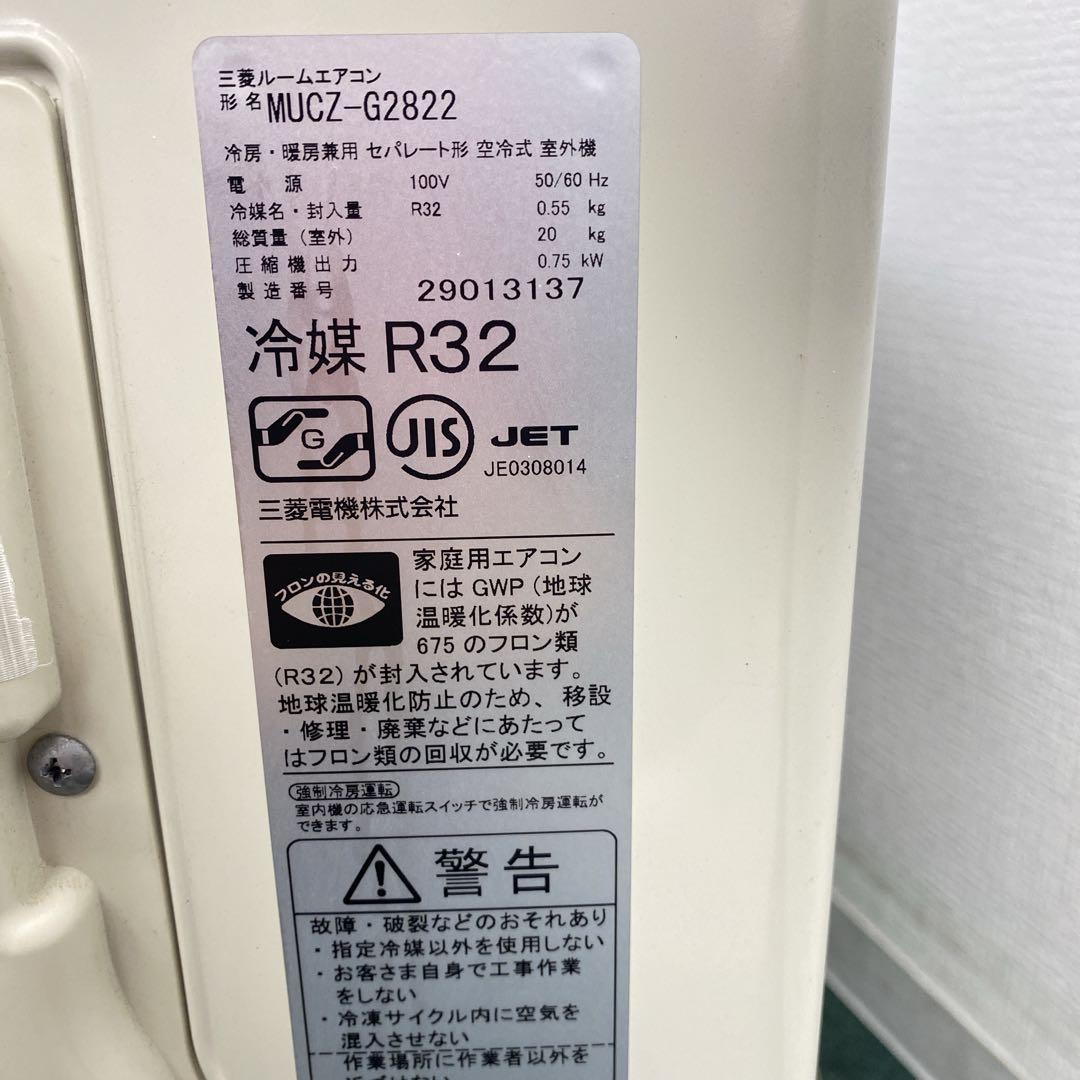 三菱ルームエアコン
形名 MUCZ-G2822
冷房・暖房兼用 セパレート形 空冷式 室外機
電源 100V 50/60 Hz
冷媒名・封入量 R32 0.55 kg
総質量(室外) 20 kg
圧縮機出力 0.75 kW
製造番号 29013137
冷媒 R32
G JIS JET
JE0308014
三菱電機株式会社
フロンの見える化
家庭用エアコン
には GWP (地球
温暖化係数)が
675 のフロン類
(R32) が封入されています。
地球温暖化防止のため、移設
・修理・廃棄などにあたって
はフロン類の回収が必要です。
強制冷房運転
室内機の応急運転スイッチで強制冷房運転が
できます。
警告
故障・破裂などのおそれあり
・指定冷媒以外を使用しない
・お客さま自身で工事作業
をしない
・冷凍サイクル内に空気を
混入させない
作業場所に作業者以外を